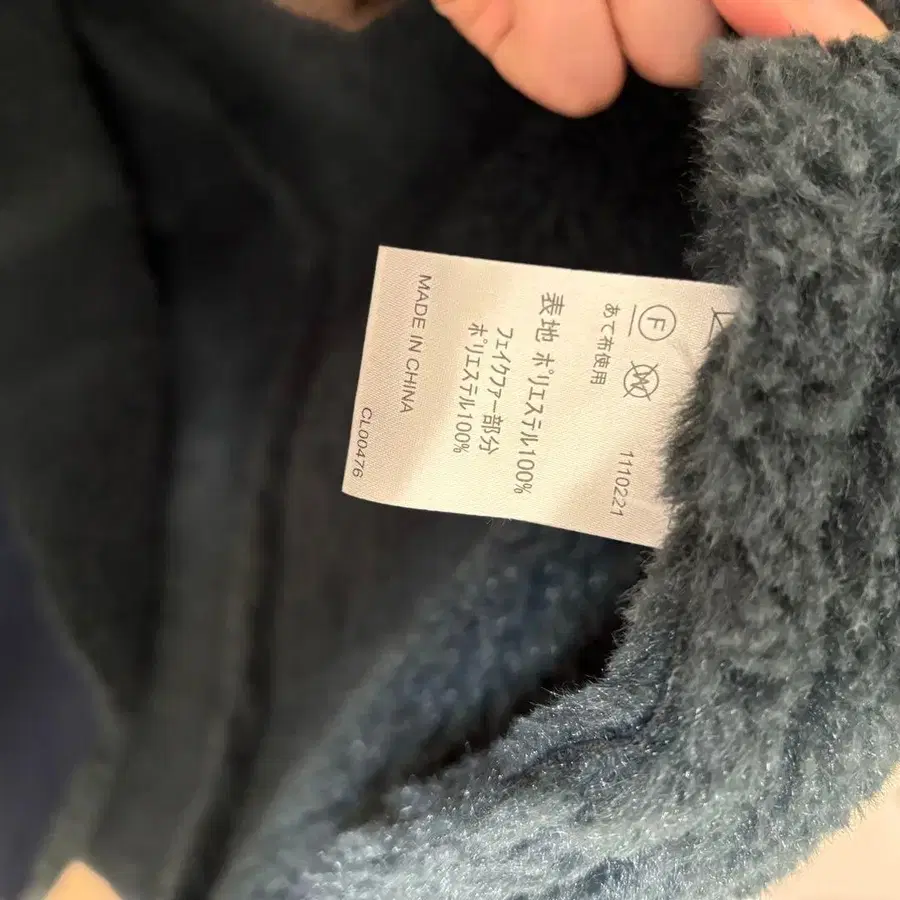 1110221
Ⓕ Ⓦ
あて布使用
表地 ポリエステル100%
フェイクファー部分
ポリエステル100%
MADE IN CHINA
CL00476